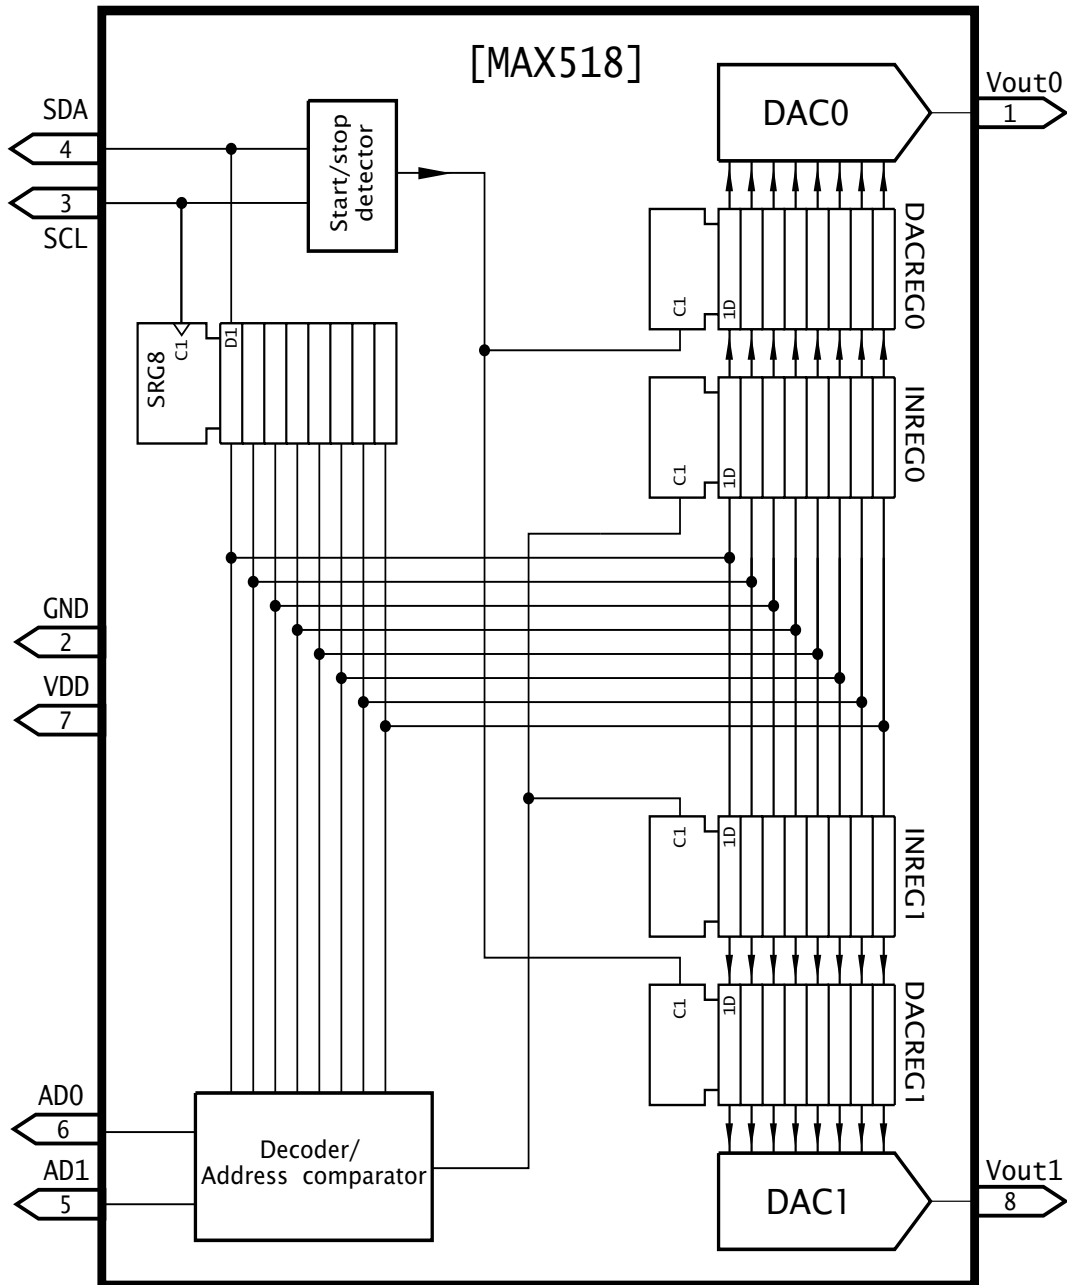 [MAX518]
SDA
4
3
SCL
Start/stop
detector
DAC0
Vout0
1
DACREG0
C1
1D
SRG8
C1
D1
INREG0
C1
1D
GND
2
VDD
7
C1
1D
INREG1
C1
1D
DACREG1
AD0
6
AD1
5
Decoder/
Address comparator
DAC1
Vout1
8